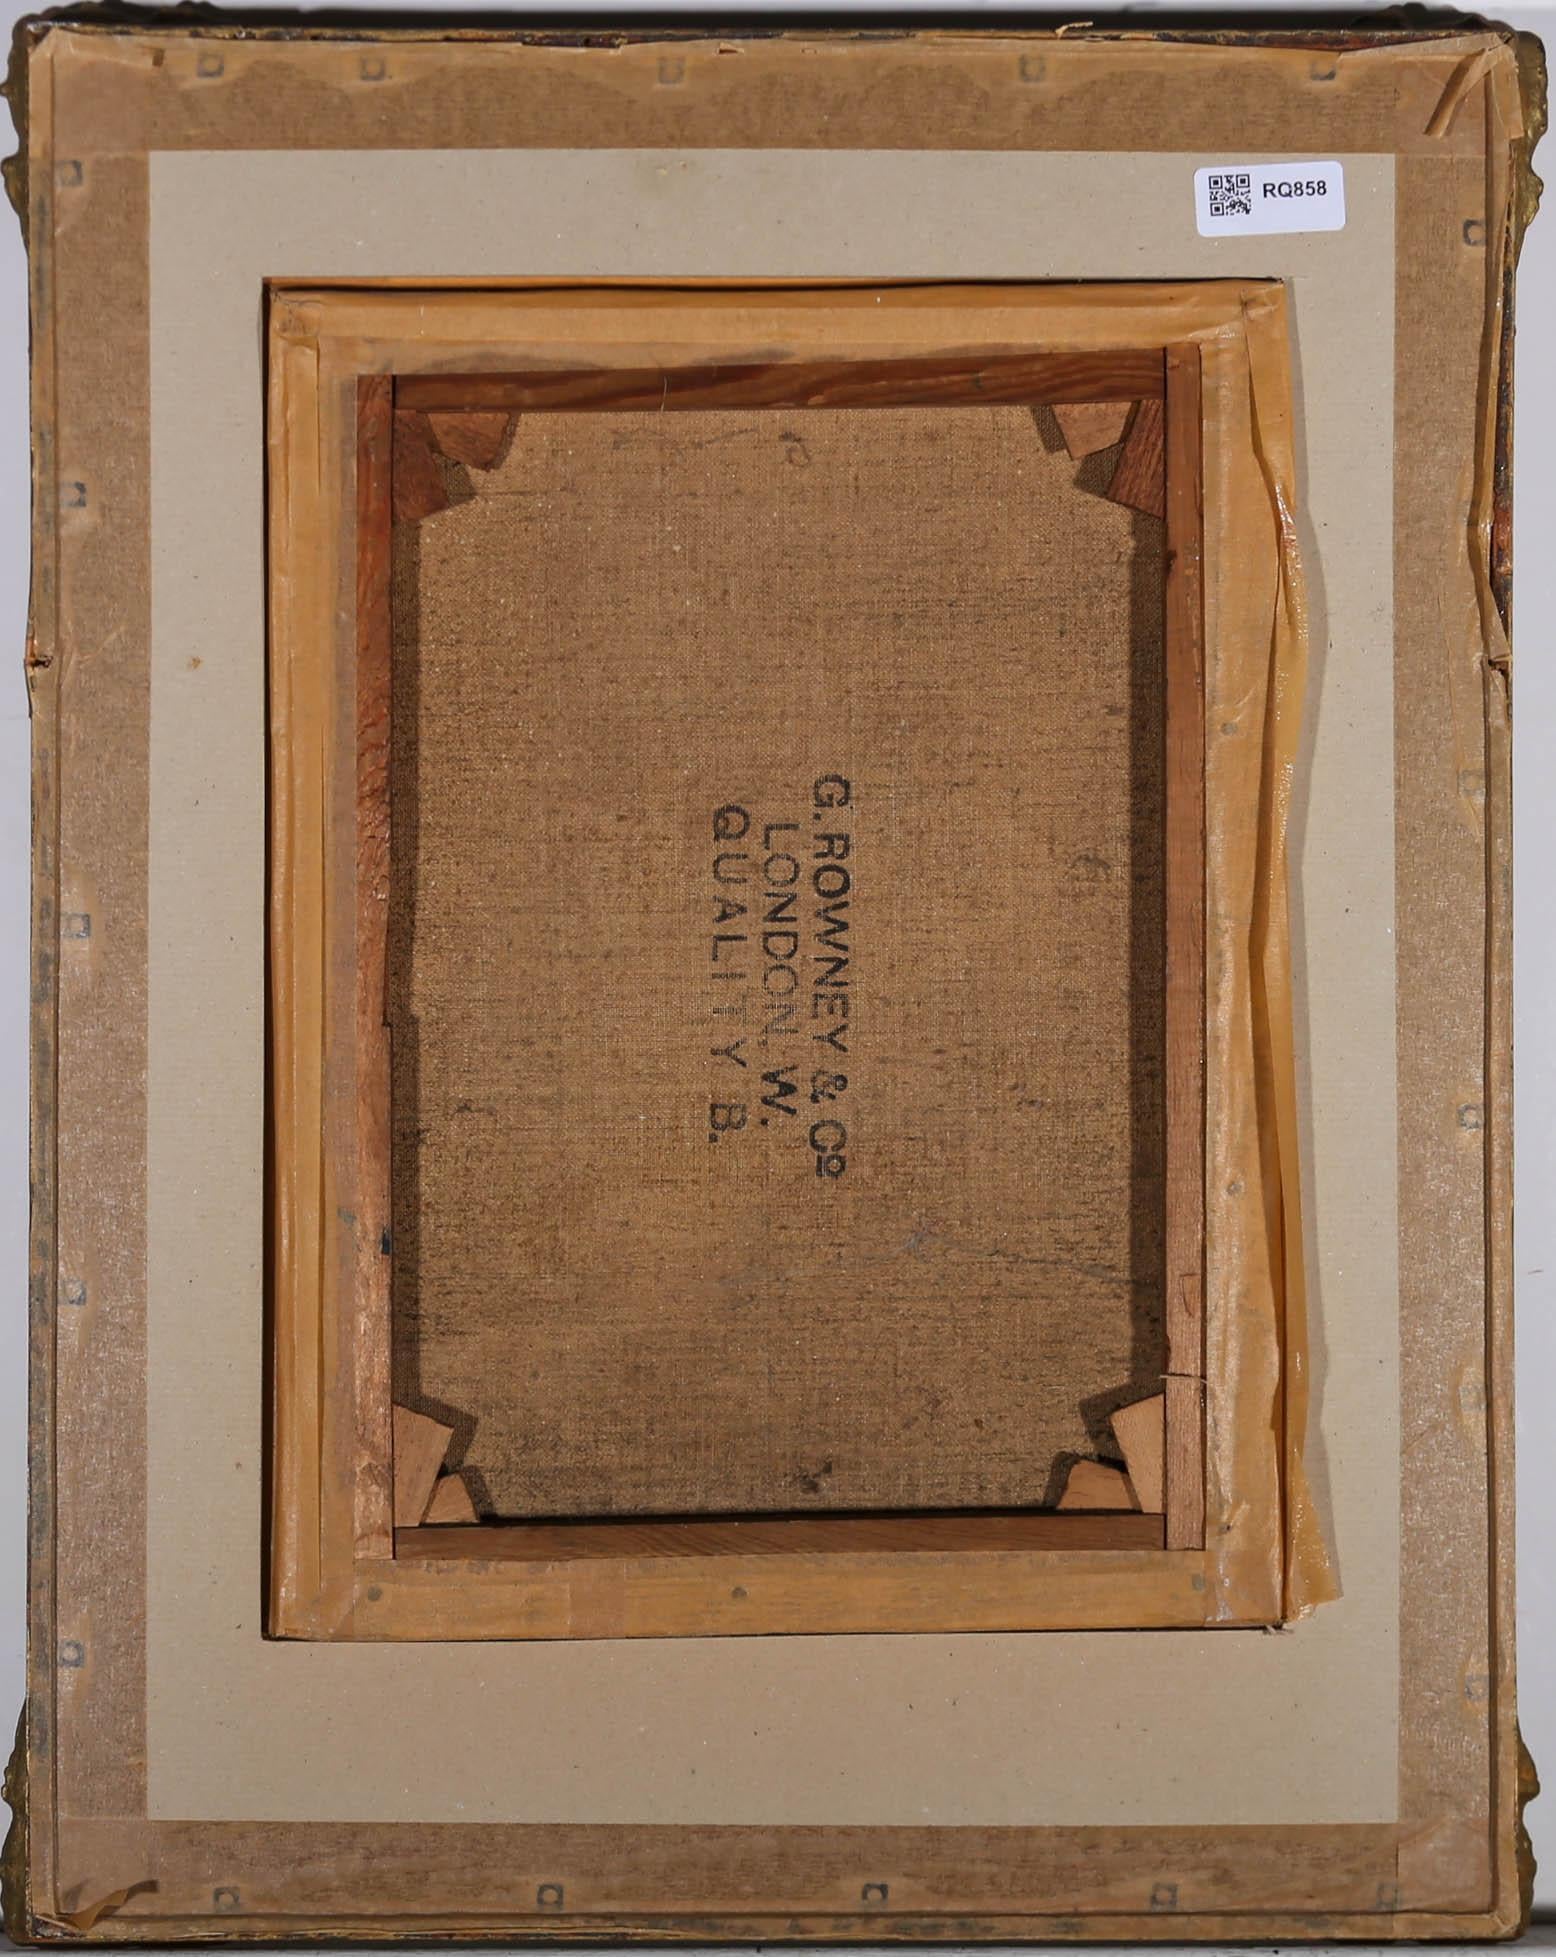 RQ858
G. ROWNEY & Cº
LONDON. W.
QUALITY B.